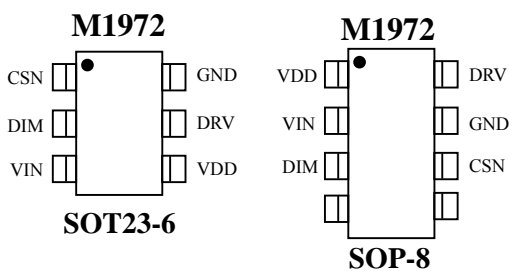 M1972
CSN GND
DIM DRV
VIN VDD
SOT23-6
M1972
VDD DRV
VIN GND
DIM CSN
SOP-8